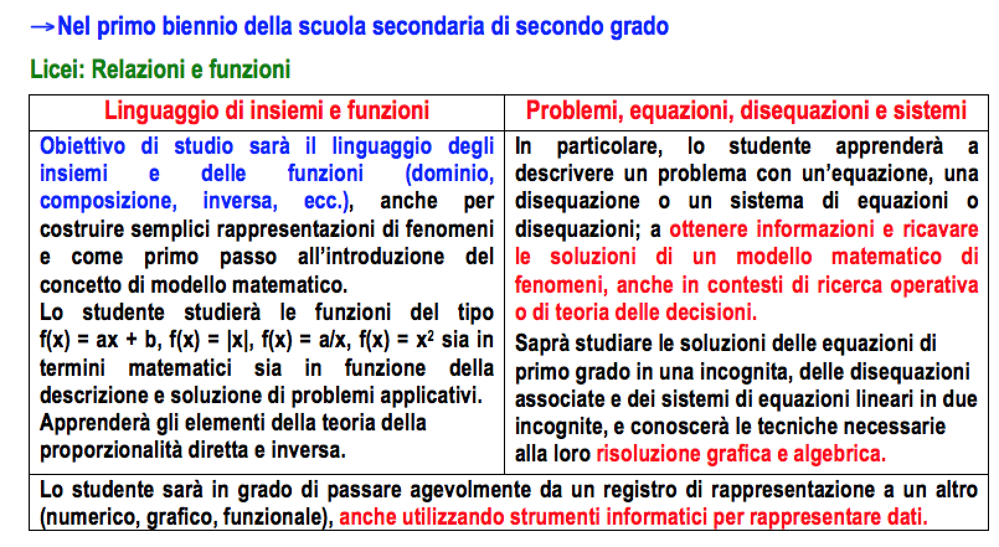 →Nel primo biennio della scuola secondaria di secondo grado
Licei: Relazioni e funzioni
Linguaggio di insiemi e funzioni
Obiettivo di studio sarà il linguaggio degli
insiemi e delle funzioni (dominio,
composizione, inversa, ecc.), anche per
costruire semplici rappresentazioni di fenomeni
e come primo passo all’introduzione del
concetto di modello matematico.
Lo studente studierà le funzioni del tipo
f(x) = ax + b, f(x) = |x|, f(x) = a/x, f(x) = x² sia in
termini matematici sia in funzione della
descrizione e soluzione di problemi applicativi.
Apprenderà gli elementi della teoria della
proporzionalità diretta e inversa.
Problemi, equazioni, disequazioni e sistemi
In particolare, lo studente apprenderà a
descrivere un problema con un’equazione, una
disequazione o un sistema di equazioni o
disequazioni; a ottenere informazioni e ricavare
le soluzioni di un modello matematico di
fenomeni, anche in contesti di ricerca operativa
o di teoria delle decisioni.
Saprà studiare le soluzioni delle equazioni di
primo grado in una incognita, delle disequazioni
associate e dei sistemi di equazioni lineari in due
incognite, e conoscerà le tecniche necessarie
alla loro risoluzione grafica e algebrica.
Lo studente sarà in grado di passare agevolmente da un registro di rappresentazione a un altro
(numerico, grafico, funzionale), anche utilizzando strumenti informatici per rappresentare dati.